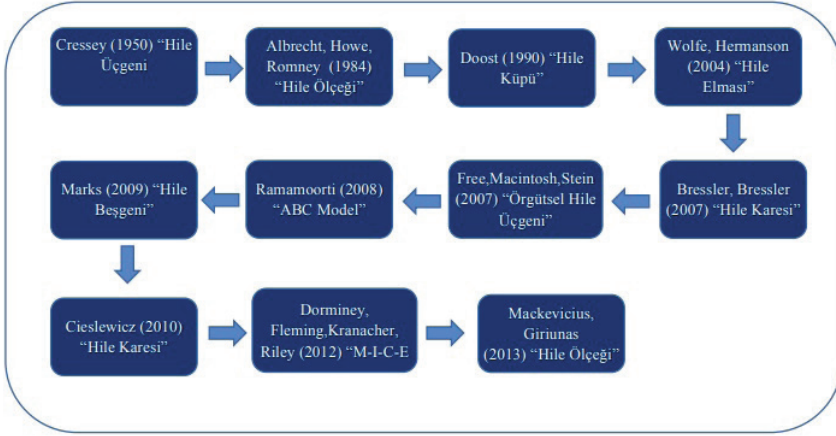 Cressey (1950) “Hile
Üçgeni
Albrecht, Howe,
Romney (1984)
“Hile Ölçeği”
Doost (1990) “Hile
Küpü”
Wolfe, Hermanson
(2004) “Hile
Elması”
Bressler, Bressler
(2007) “Hile Karesi”
Free,Macintosh,Stein
(2007) “Örgütsel Hile
Üçgeni”
Ramamoorti (2008)
“ABC Model”
Marks (2009) “Hile
Beşgeni”
Cieslewicz (2010)
“Hile Karesi”
Dorminey,
Fleming,Kranacher,
Riley (2012) “M-I-C-E
Mackevicius,
Giriunas
(2013) “Hile Ölçeği”